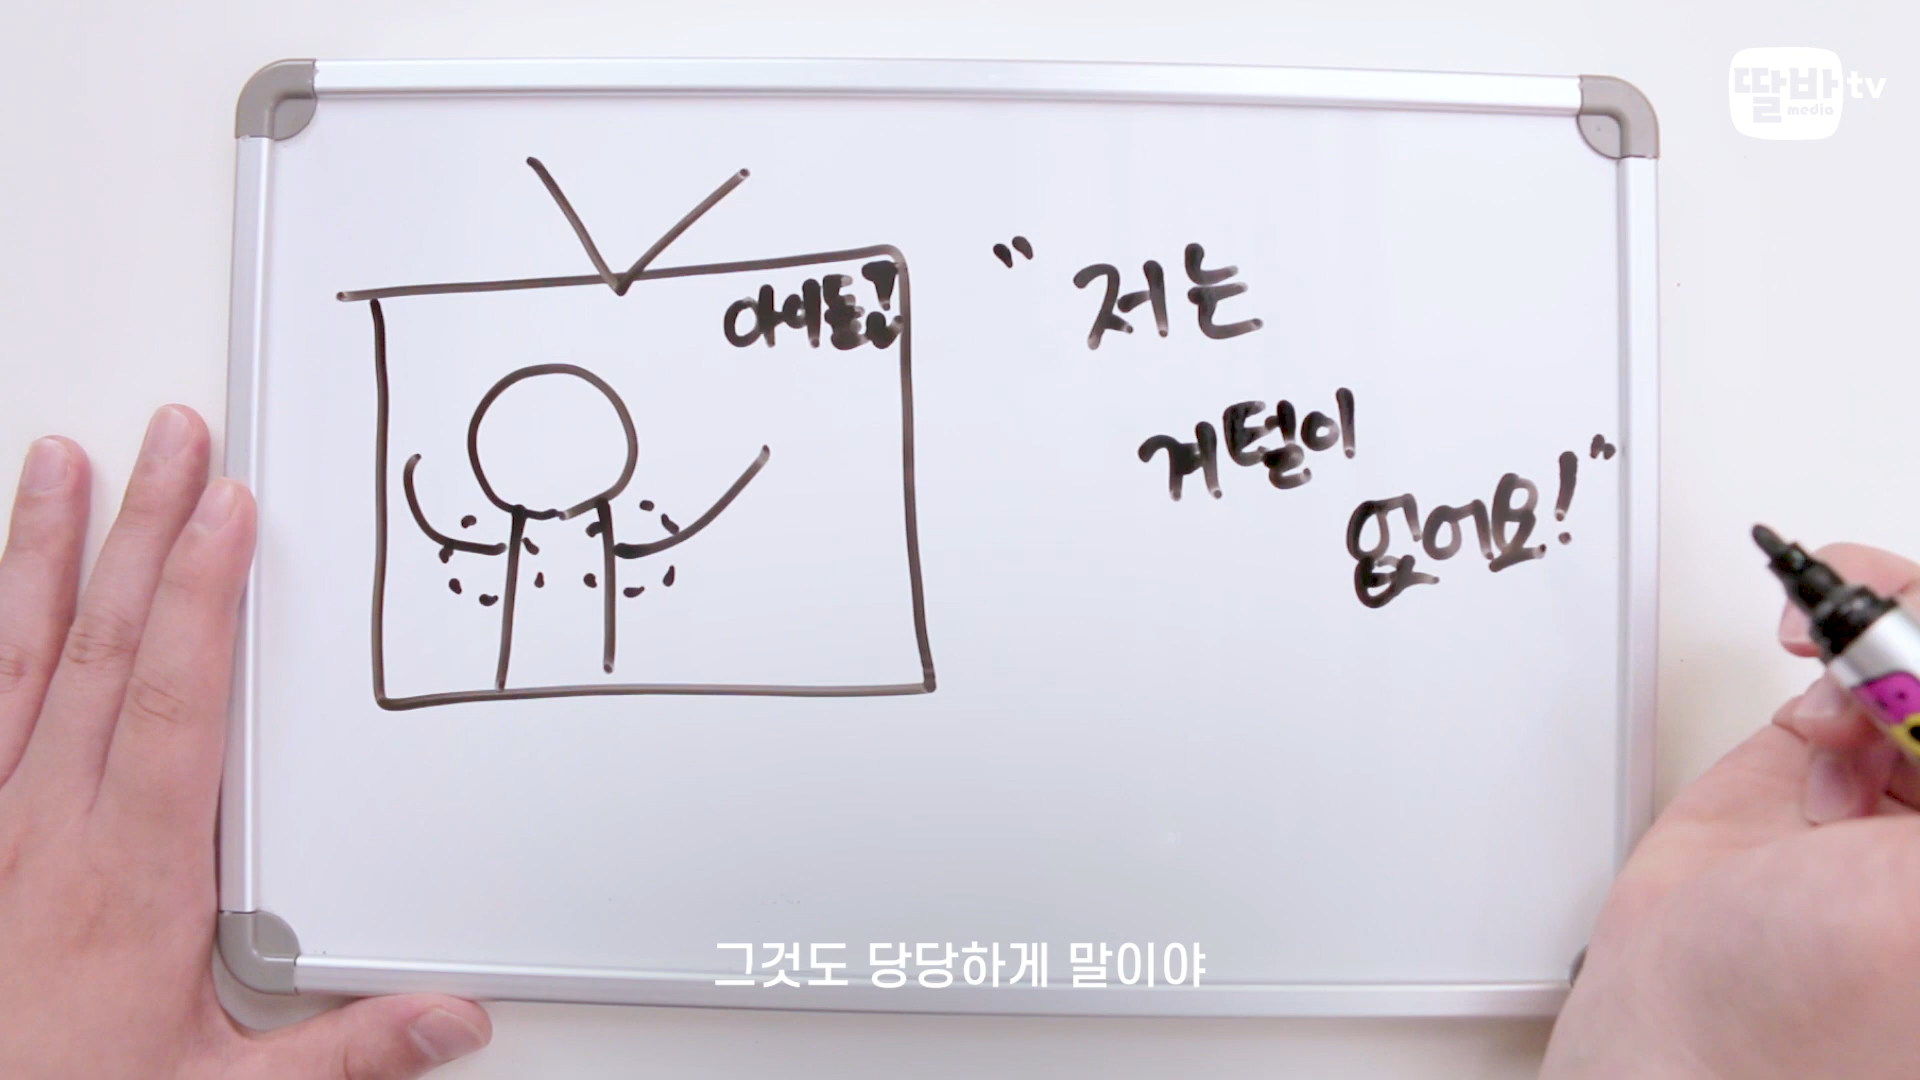 딸바 tv
media
아이돌!
" 저는
겨털이
없어요! "
그것도 당당하게 말이야